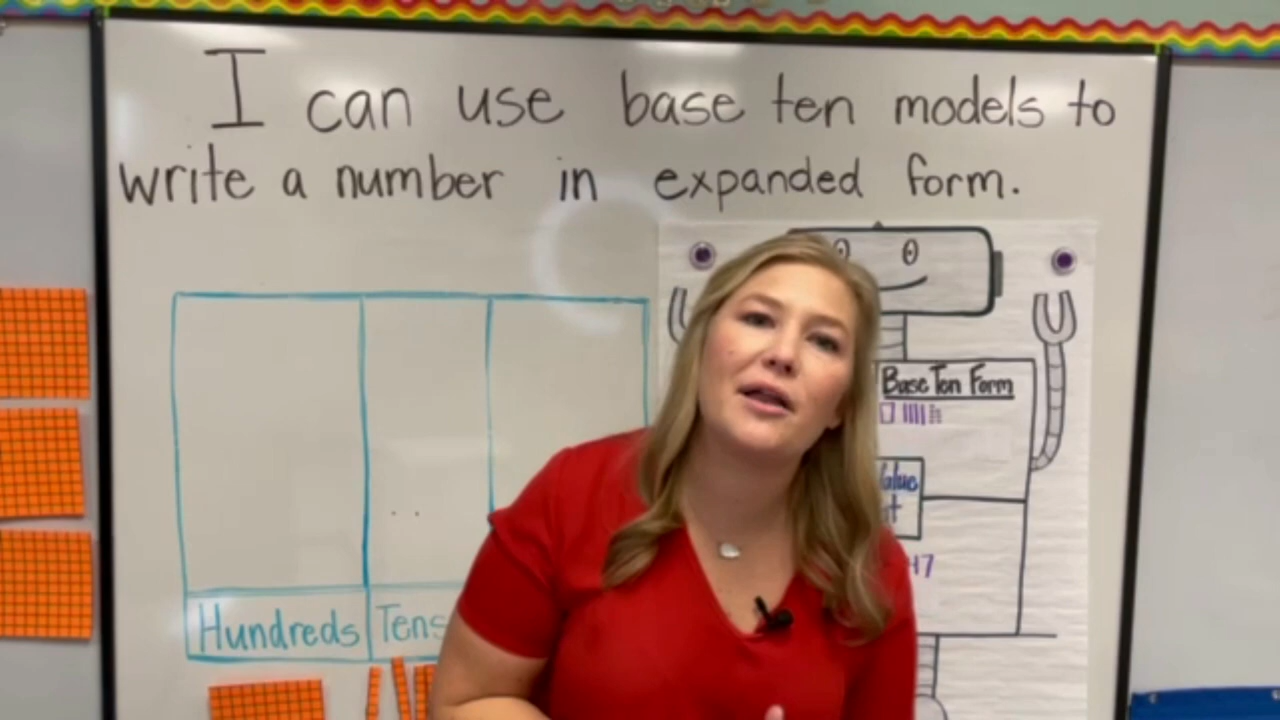 I can use base ten models to
write a number in expanded form.
Base Ten Form
Hundreds
Tens